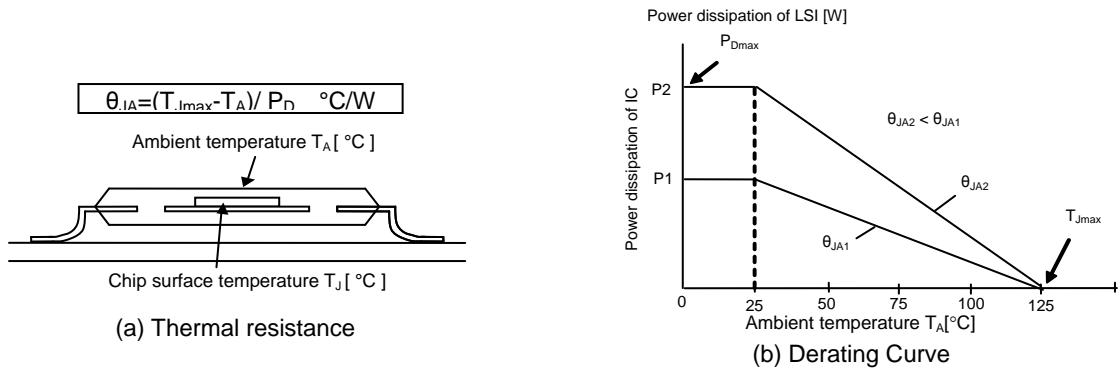 θJA=(TJmax-TA)/ PD    °C/W
Ambient temperature TA [ °C ]
Chip surface temperature TJ [ °C ]
(a) Thermal resistance
Power dissipation of LSI [W]
PDmax
P2
θJA2 < θJA1
Power dissipation of IC
P1
θJA2
TJmax
θJA1
0
25
50
75
100
125
Ambient temperature TA[°C]
(b) Derating Curve